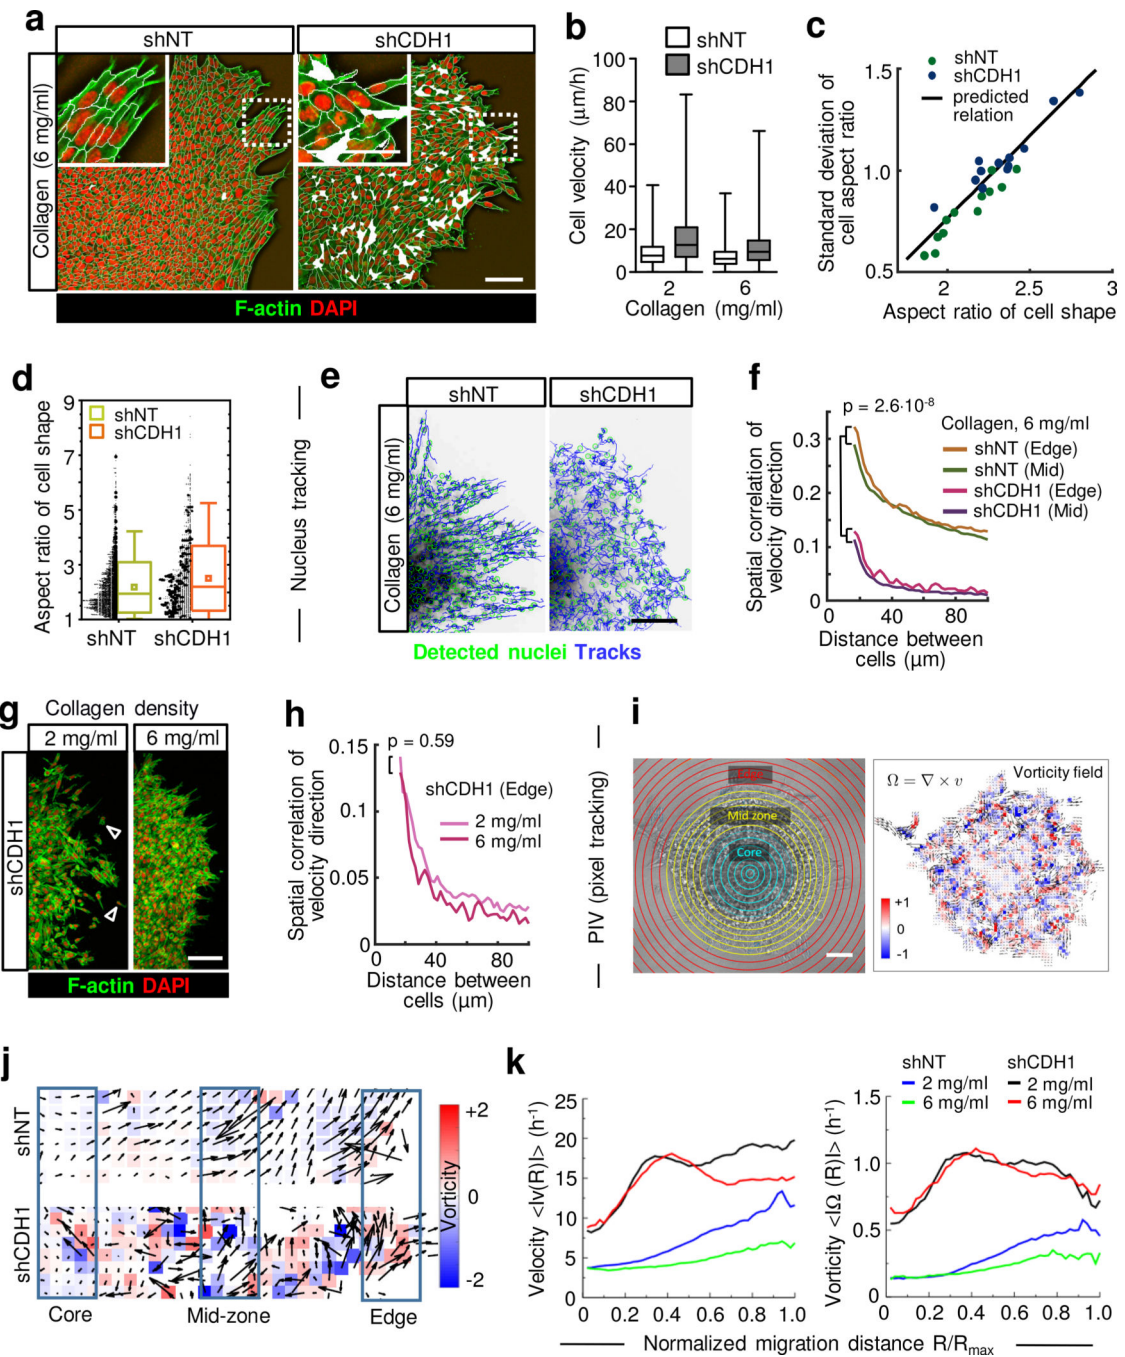 a
shNT
shCDH1
Collagen (6 mg/ml)
F-actin DAPI
b
shNT
shCDH1
Cell velocity (μm/h)
100
80
60
40
20
0
2
6
Collagen (mg/ml)
c
shNT
shCDH1
predicted
relation
Standard deviation of
cell aspect ratio
1.5
1.0
0.5
2
2.5
3
Aspect ratio of cell shape
d
Aspect ratio of cell shape
9
7
5
3
1
shNT
shCDH1
shNT
shCDH1
Nucleus tracking
e
shNT
shCDH1
Collagen (6 mg/ml)
Detected nuclei Tracks
f
p = 2.6·10-8
Collagen, 6 mg/ml
shNT (Edge)
shNT (Mid)
shCDH1 (Edge)
shCDH1 (Mid)
Spatial correlation of
velocity direction
0.3
0.2
0.1
0
0
40
80
Distance between
cells (μm)
g
Collagen density
2 mg/ml
6 mg/ml
shCDH1
F-actin DAPI
h
Spatial correlation of
velocity direction
0.15
0.1
0.05
0
p = 0.59
shCDH1 (Edge)
2 mg/ml
6 mg/ml
0
40
80
Distance between
cells (μm)
PIV (pixel tracking)
i
Edge
Mid zone
Core
Ω = ∇ × v
Vorticity field
+1
0
-1
j
shNT
shCDH1
Core
Mid-zone
Edge
+2
0
-2
Vorticity
k
shNT
2 mg/ml
6 mg/ml
shCDH1
2 mg/ml
6 mg/ml
Velocity <Iv(R)I> (h-1)
25
20
15
10
5
0
0
0.2
0.4
0.6
0.8
1.0
Vorticity <IΩ (R)I> (h-1)
1.5
1.0
0.5
0
0
0.2
0.4
0.6
0.8
1.0
Normalized migration distance R/Rmax